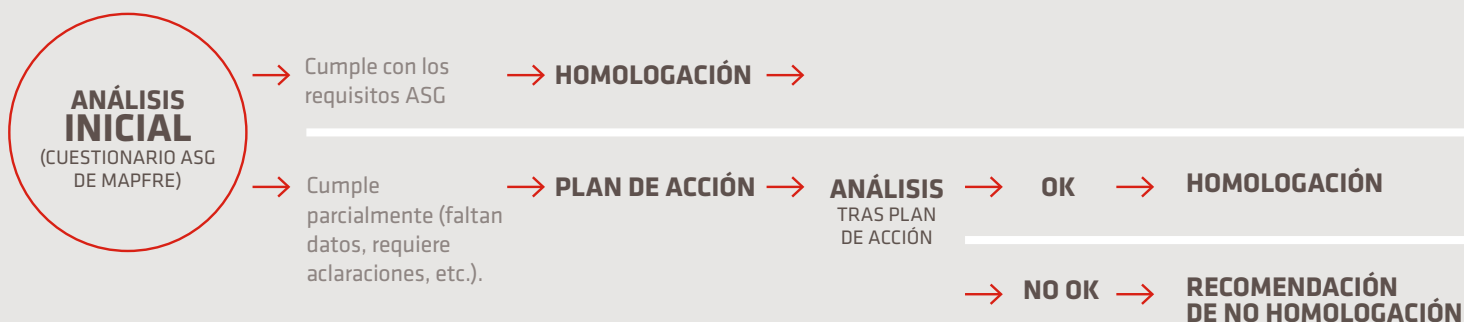 ANÁLISIS
INICIAL
(CUESTIONARIO ASG
DE MAPFRE)
Cumple con los
requisitos ASG
HOMOLOGACIÓN
Cumple
parcialmente (faltan
datos, requiere
aclaraciones, etc.).
PLAN DE ACCIÓN
ANÁLISIS
TRAS PLAN
DE ACCIÓN
OK
HOMOLOGACIÓN
NO OK
RECOMENDACIÓN
DE NO HOMOLOGACIÓN